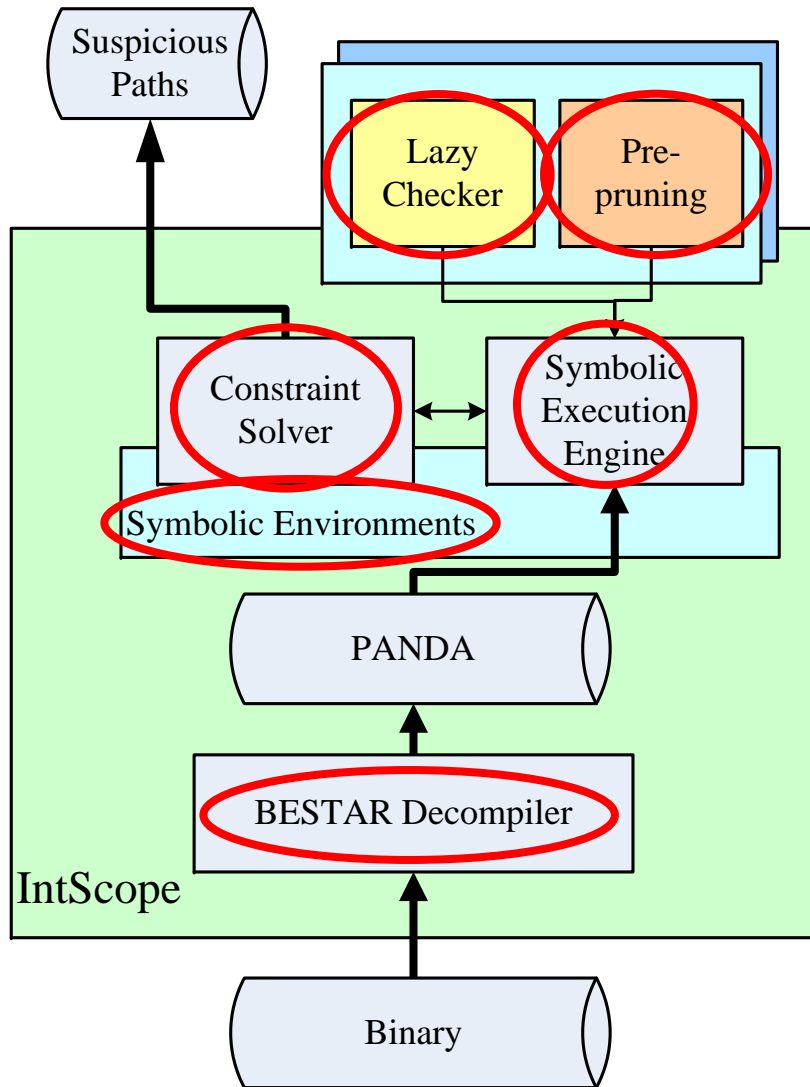 Suspicious
Paths
Lazy
Checker
Pre-
pruning
Constraint
Solver
Symbolic
Execution
Engine
Symbolic Environments
PANDA
BESTAR Decompiler
IntScope
Binary